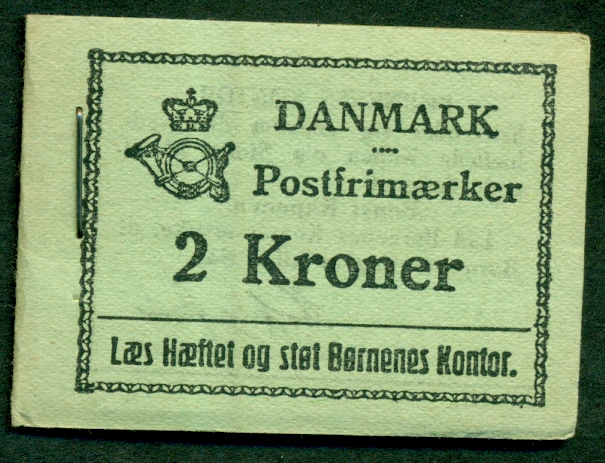 DANMARK
Postfrimærker
2 Kroner
Læs Hæftet og støt Børnenes Kontor.